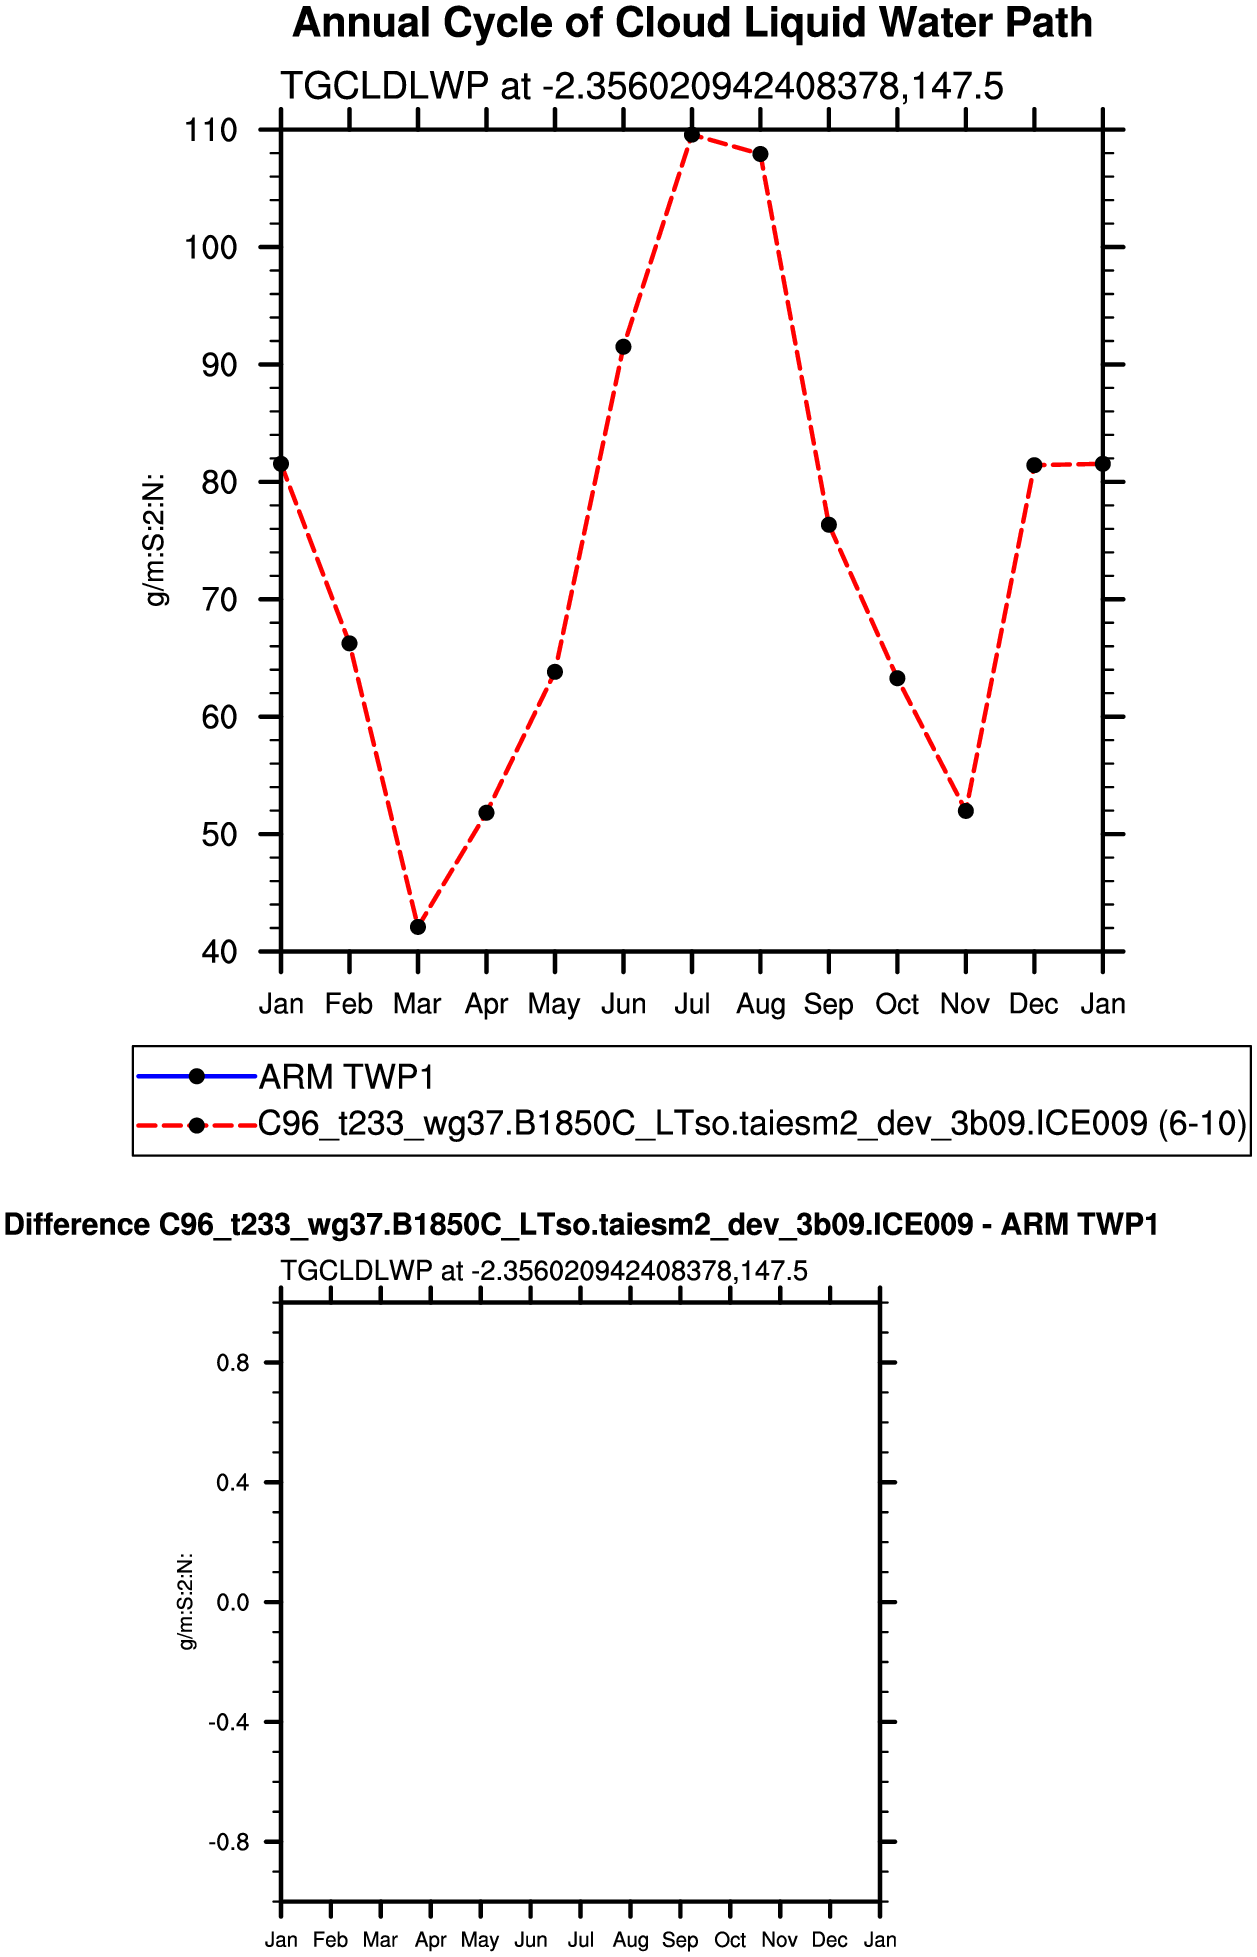 Annual Cycle of Cloud Liquid Water Path
TGCLDLWP at -2.356020942408378,147.5
110
100
90
80
70
60
50
40
g/m:S:2:N:
Jan Feb Mar Apr May Jun Jul Aug Sep Oct Nov Dec Jan
ARM TWP1
C96_t233_wg37.B1850C_LTso.taiesm2_dev_3b09.ICE009 (6-10)
Difference C96_t233_wg37.B1850C_LTso.taiesm2_dev_3b09.ICE009 - ARM TWP1
TGCLDLWP at -2.356020942408378,147.5
0.8
0.4
0.0
-0.4
-0.8
g/m:S:2:N:
Jan Feb Mar Apr May Jun Jul Aug Sep Oct Nov Dec Jan